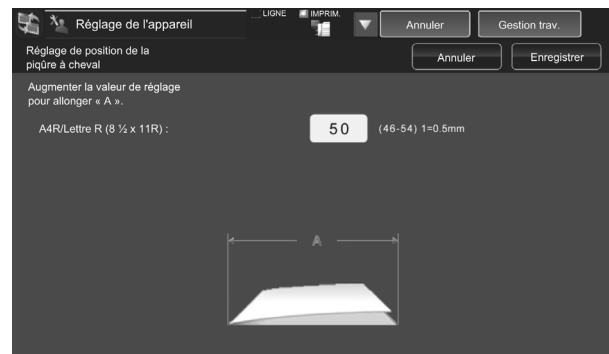 LIGNE IMPRIM.
Réglage de l'appareil Annuler Gestion trav.
Réglage de position de la
piqûre à cheval
Annuler Enregistrer
Augmenter la valeur de réglage
pour allonger « A ».
A4R/Lettre R (8 ½ x 11R) : 50 (46-54) 1=0.5mm
A